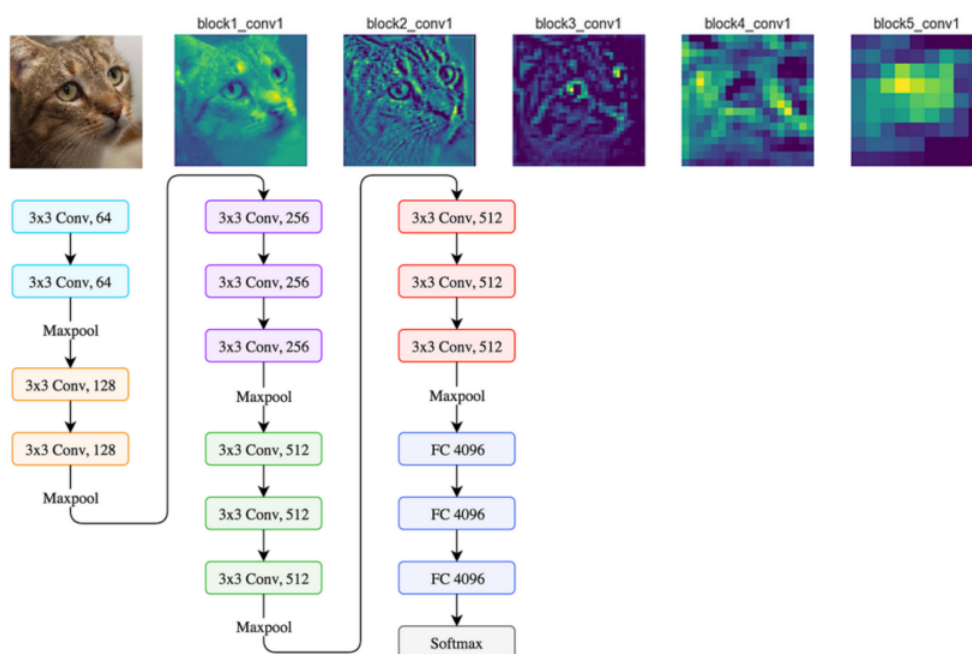 block1_conv1
block2_conv1
block3_conv1
block4_conv1
block5_conv1
3x3 Conv, 64
3x3 Conv, 64
Maxpool
3x3 Conv, 128
3x3 Conv, 128
Maxpool
3x3 Conv, 256
3x3 Conv, 256
3x3 Conv, 256
Maxpool
3x3 Conv, 512
3x3 Conv, 512
3x3 Conv, 512
Maxpool
3x3 Conv, 512
3x3 Conv, 512
3x3 Conv, 512
Maxpool
FC 4096
FC 4096
FC 4096
Softmax